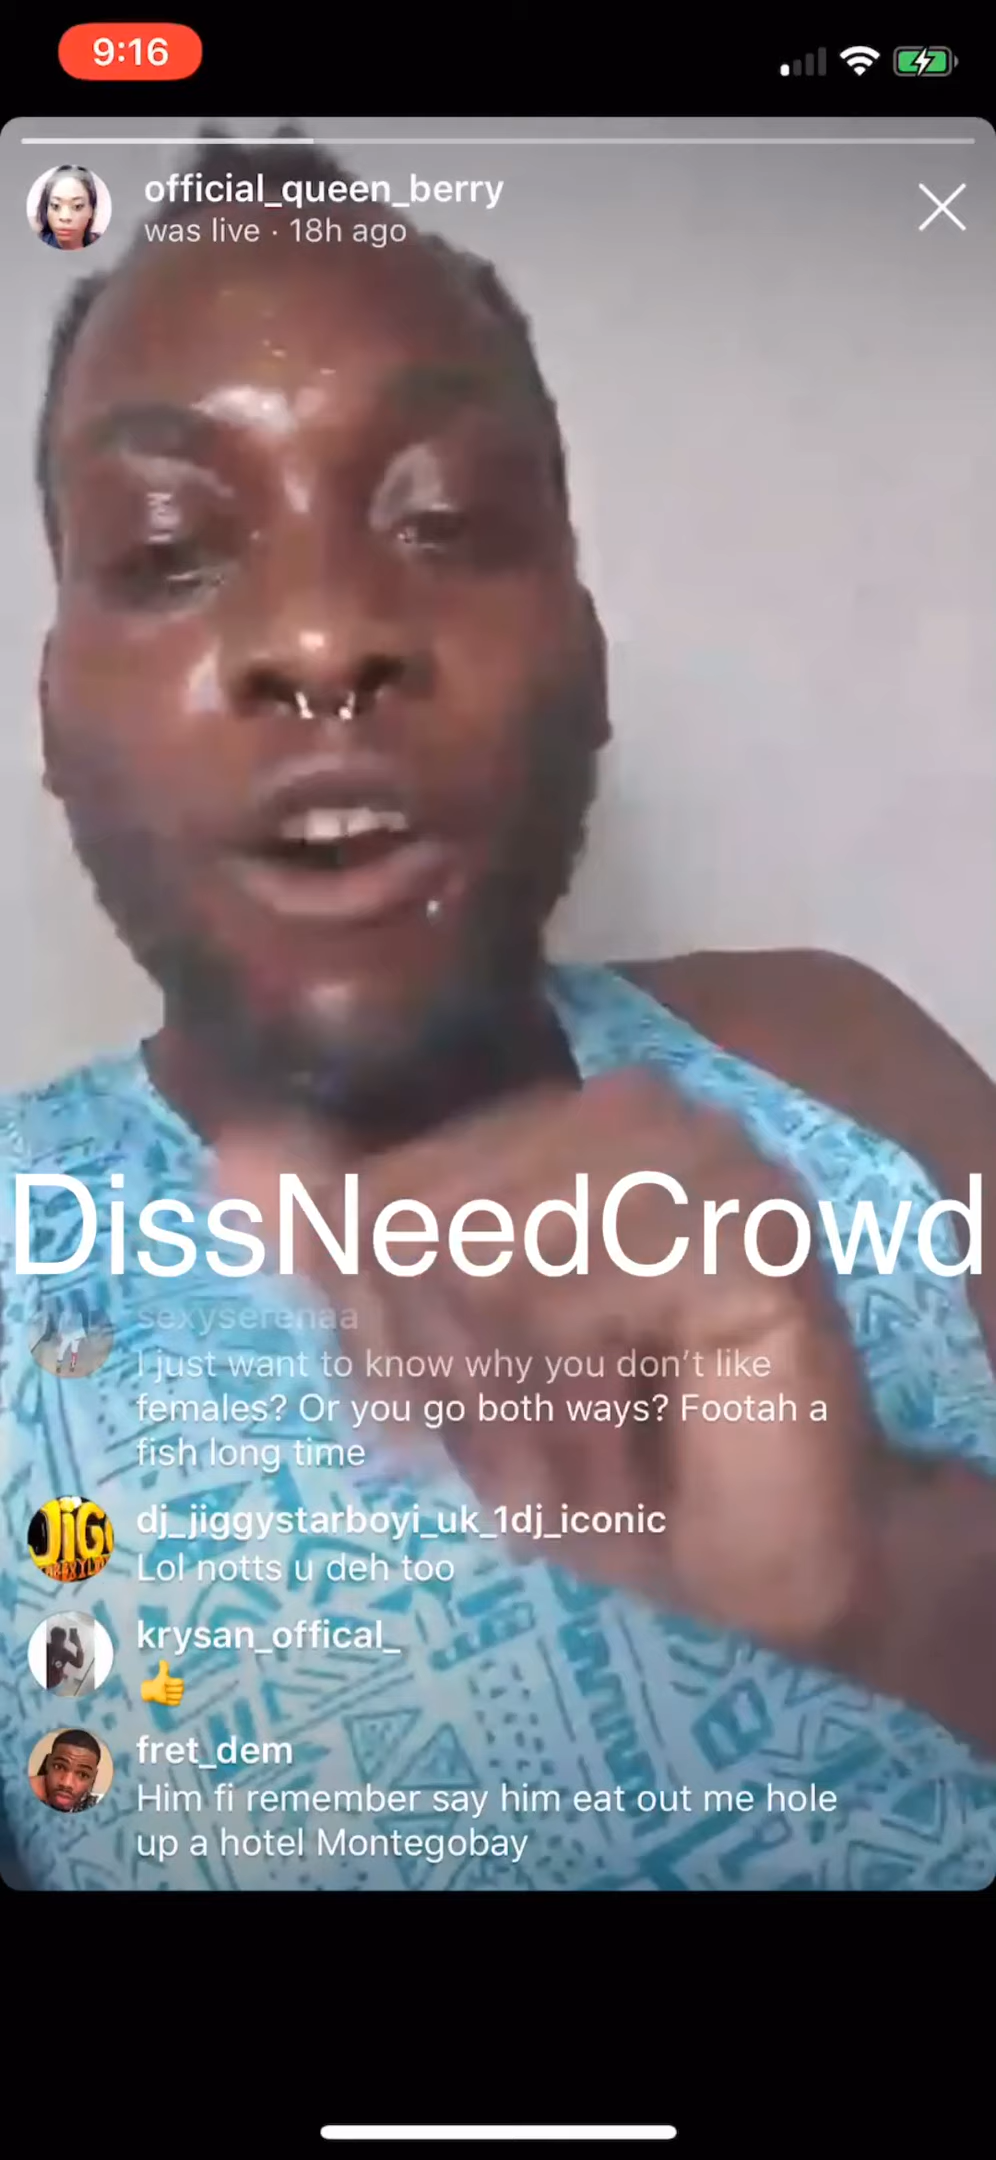 9:16
official_queen_berry
was live · 18h ago
DissNeedCrowd
sexyserenaa
I just want to know why you don't like
females? Or you go both ways? Footah a
fish long time
JiG
dj_jiggystarboyi_uk_1dj_iconic
Lol notts u deh too
krysan_offical_
👍
fret_dem
Him fi remember say him eat out me hole
up a hotel Montegobay